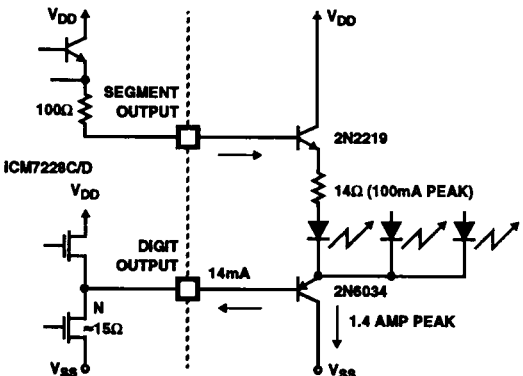 VDD
VDD
SEGMENT
OUTPUT
100Ω
2N2219
ICM7228C/D
14Ω (100mA PEAK)
VDD
DIGIT
OUTPUT
14mA
2N6034
N
≈15Ω
1.4 AMP PEAK
VSS
VSS